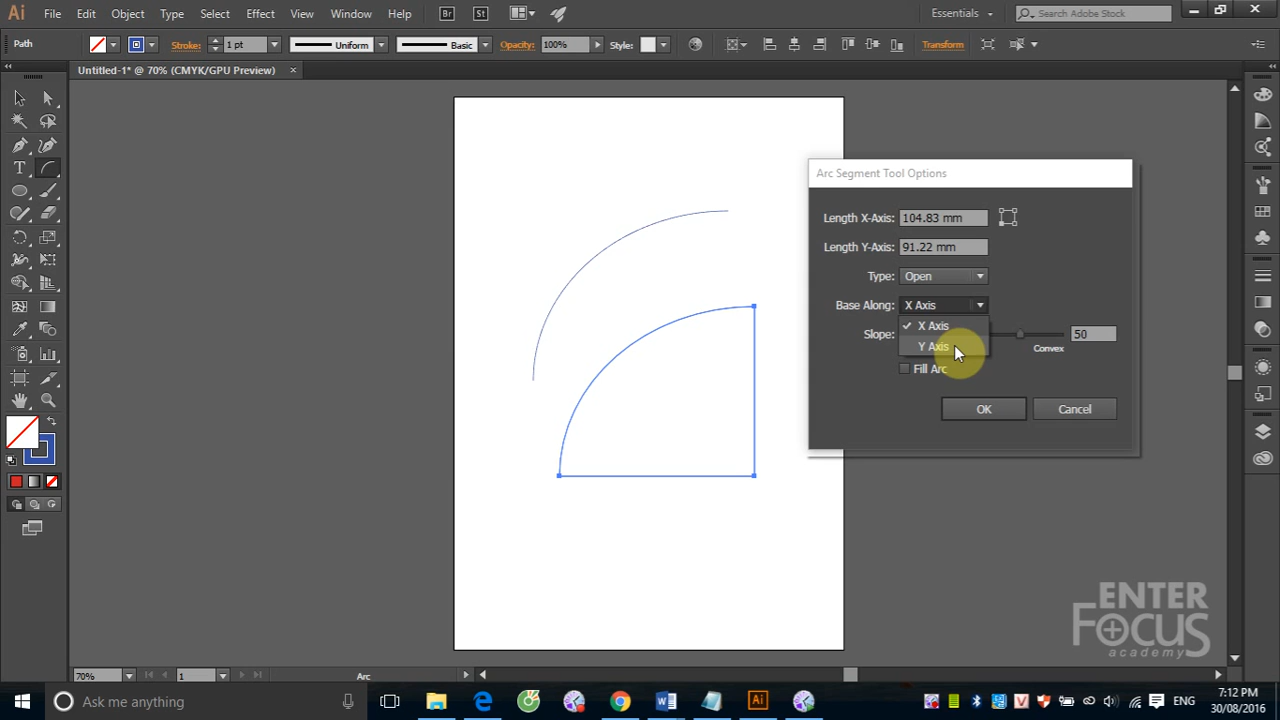 Ai File Edit Object Type Select Effect View Window Help Br St Essentials Search Adobe Stock
Path Stroke: 1 pt Uniform Basic Opacity: 100% Style: Transform
Untitled-1* @ 70% (CMYK/GPU Preview) ×
Arc Segment Tool Options
Length X-Axis: 104.83 mm
Length Y-Axis: 91.22 mm
Type: Open
Base Along: X Axis
X Axis
Slope: 50
Y Axis
Convex
Fill Arc
OK Cancel
ENTER
FOCUS
academy
70% 1 Arc
Ask me anything ENG 7:12 PM
30/08/2016